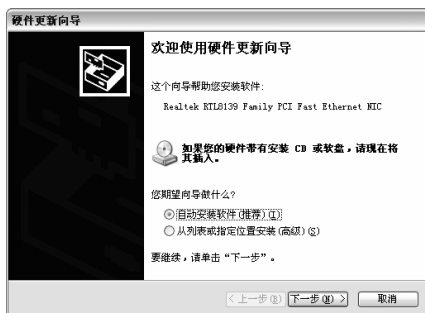 硬件更新向导
欢迎使用硬件更新向导
这个向导帮助您安装软件:
Realtek RTL8139 Family PCI Fast Ethernet NIC
如果您的硬件带有安装 CD 或软盘，请现在将
其插入。
您期望向导做什么?
自动安装软件(推荐)(I)
从列表或指定位置安装(高级)(S)
要继续，请单击“下一步”。
< 上一步(B)
下一步(N) >
取消